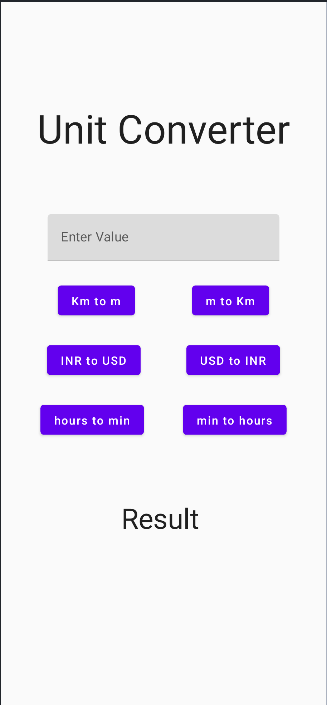 Unit Converter
Enter Value
Km to m
m to Km
INR to USD
USD to INR
hours to min
min to hours
Result